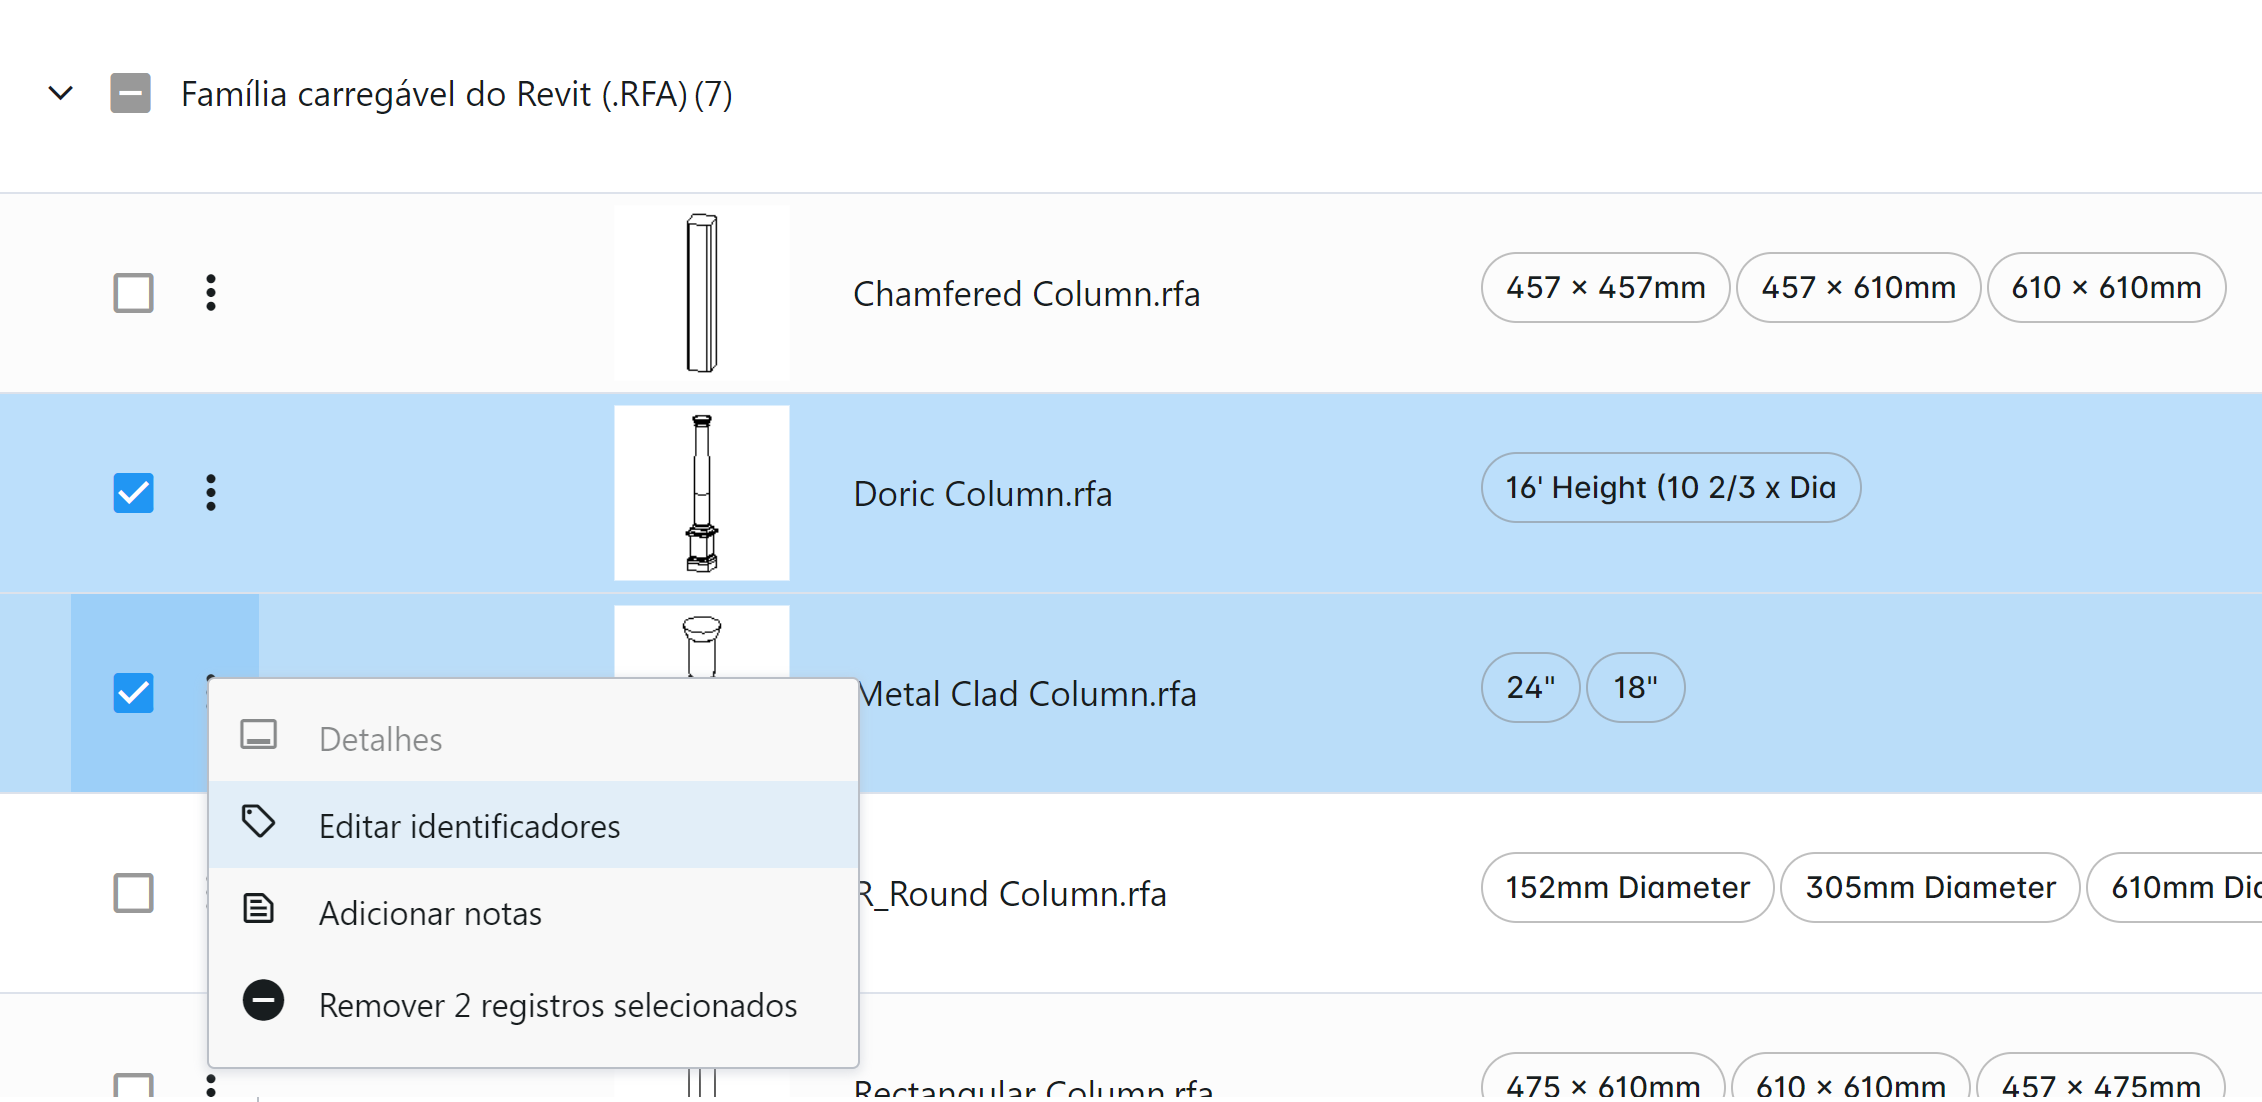 Família carregável do Revit (.RFA) (7)
Chamfered Column.rfa 457 × 457mm 457 × 610mm 610 × 610mm
Doric Column.rfa 16' Height (10 2/3 x Dia
Metal Clad Column.rfa 24" 18"
Detalhes
Editar identificadores
R_Round Column.rfa 152mm Diameter 305mm Diameter 610mm
Adicionar notas
Remover 2 registros selecionados
Rectangular Column.rfa 475 × 610mm 610 × 610mm 457 × 475mm